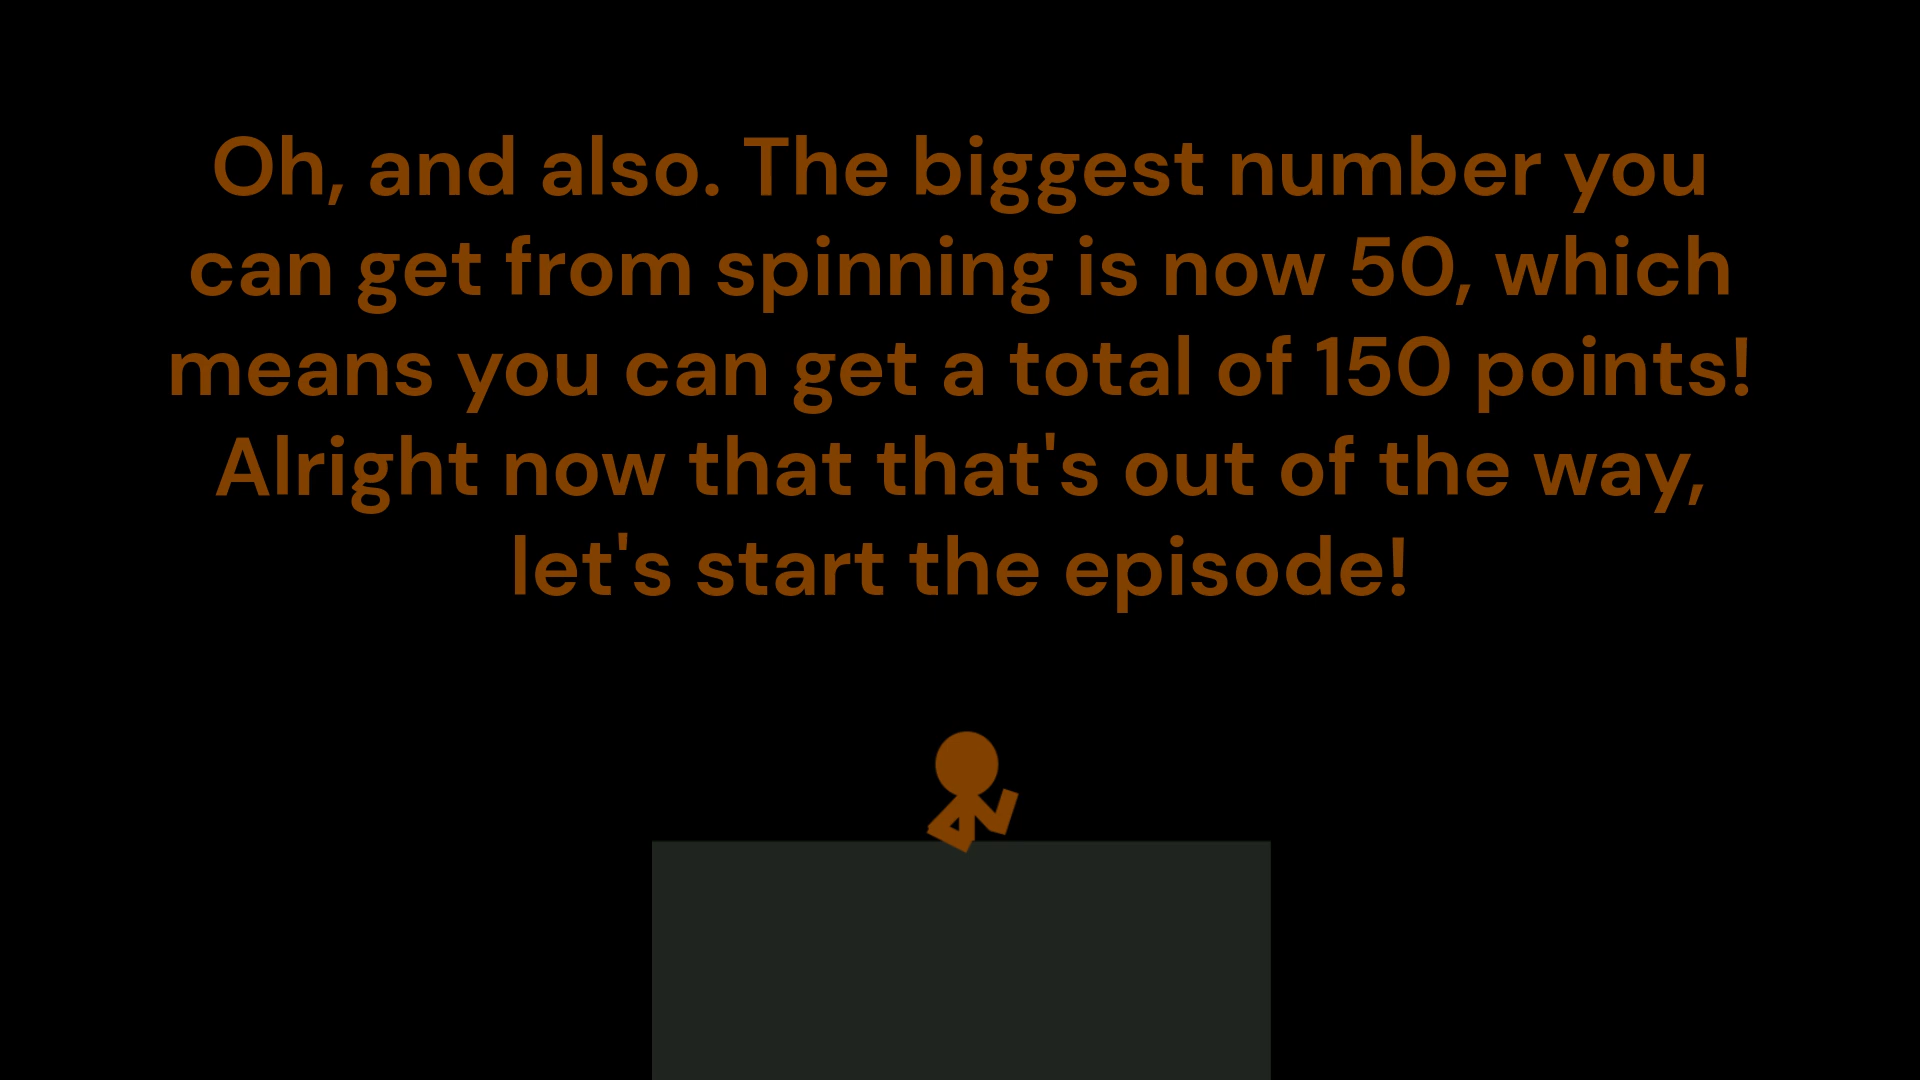 Oh, and also. The biggest number you
can get from spinning is now 50, which
means you can get a total of 150 points!
Alright now that that's out of the way,
let's start the episode!